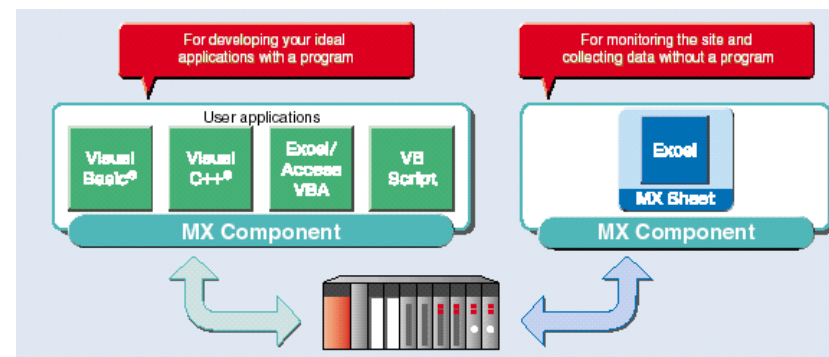 For developing your ideal
applications with a program
For monitoring the site and
collecting data without a program
User applications
Visual
Basic®
Visual
C++®
Excel/
Access
VBA
VB
Script
MX Component
Excel
MX Sheet
MX Component